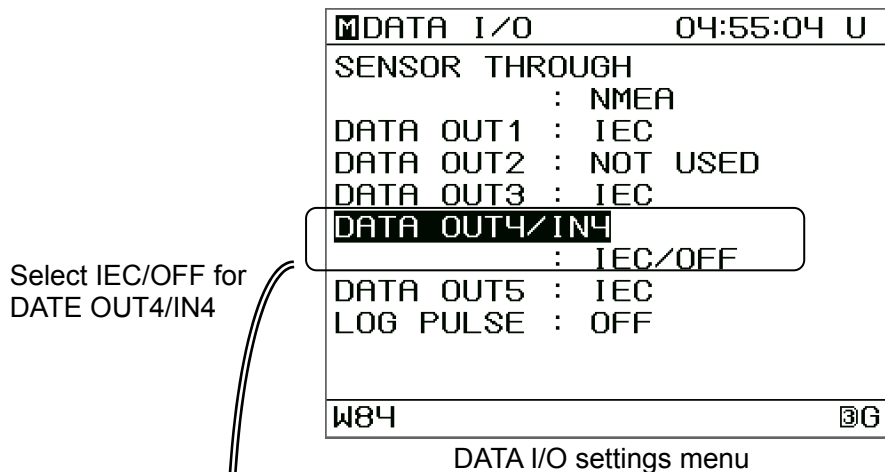 MDATA I/O 04:55:04 U
SENSOR THROUGH
: NMEA
DATA OUT1 : IEC
DATA OUT2 : NOT USED
DATA OUT3 : IEC
DATA OUT4/IN4
: IEC/OFF
DATA OUT5 : IEC
LOG PULSE : OFF
W84 3G
Select IEC/OFF for
DATE OUT4/IN4
DATA I/O settings menu